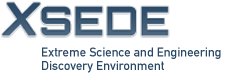 XSEDE
Extreme Science and Engineering
Discovery Environment